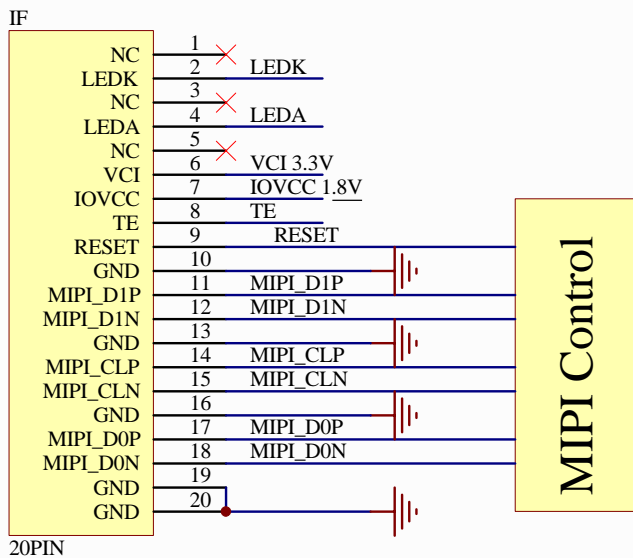 IF
NC 1
LEDK 2 LEDK
NC 3
LEDA 4 LEDA
NC 5
VCI 6 VCI 3.3V
IOVCC 7 IOVCC 1.8V
TE 8 TE
RESET 9 RESET
GND 10
MIPI_D1P 11 MIPI_D1P
MIPI_D1N 12 MIPI_D1N
GND 13
MIPI_CLP 14 MIPI_CLP
MIPI_CLN 15 MIPI_CLN
GND 16
MIPI_D0P 17 MIPI_D0P
MIPI_D0N 18 MIPI_D0N
GND 19
GND 20
20PIN
MIPI Control